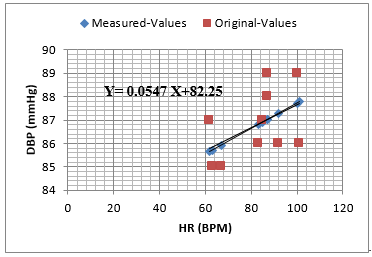 Measured-Values Original-Values
90
89
88
87
86
85
84
Y= 0.0547 X+82.25
DBP (mmHg)
0 20 40 60 80 100 120
HR (BPM)